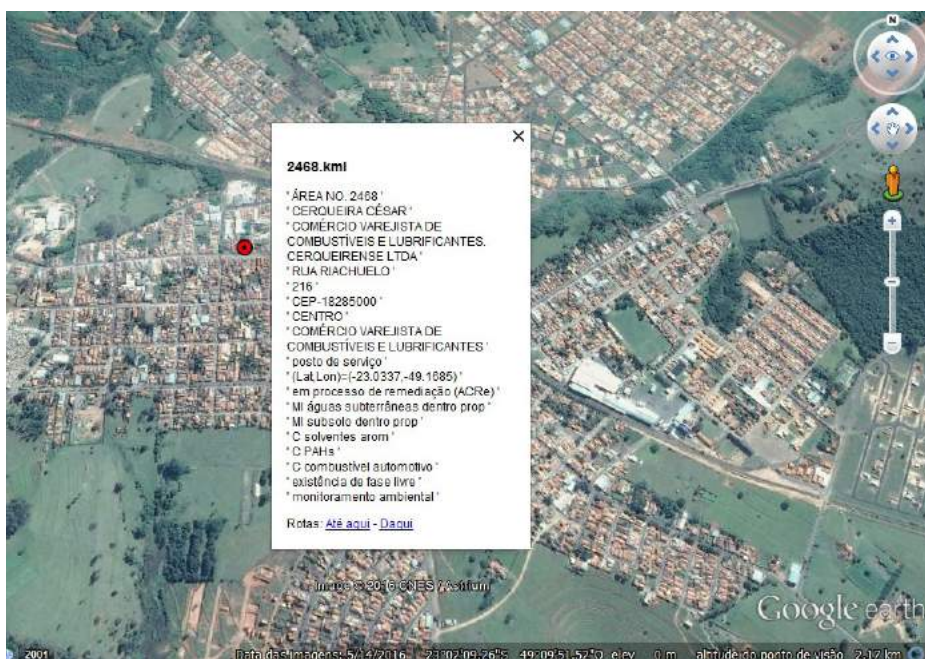 N
2468.kml
' ÁREA NO. 2468 '
' CERQUEIRA CÉSAR '
' COMÉRCIO VAREJISTA DE
COMBUSTÍVEIS E LUBRIFICANTES.
CERQUEIRENSE LTDA '
' RUA RIACHUELO '
' 216 '
' CEP-18285000 '
' CENTRO '
' COMÉRCIO VAREJISTA DE
COMBUSTÍVEIS E LUBRIFICANTES '
' posto de serviço '
' (Lat,Lon)=(-23.0337,-49.1685) '
' em processo de remediação (ACRe) '
' MI águas subterrâneas dentro prop '
' MI subsolo dentro prop '
' C solventes arom '
' C PAHs '
' C combustível automotivo '
' existência de fase livre '
' monitoramento ambiental '
Rotas: Até aqui - Daqui
Image © 2016 CNES / Astrium
Google earth
2001 Data das imagens: 5/14/2016 23°02'09.26"S 49°09'51.52"O elev 0 m altitude do ponto de visão 2.12 km